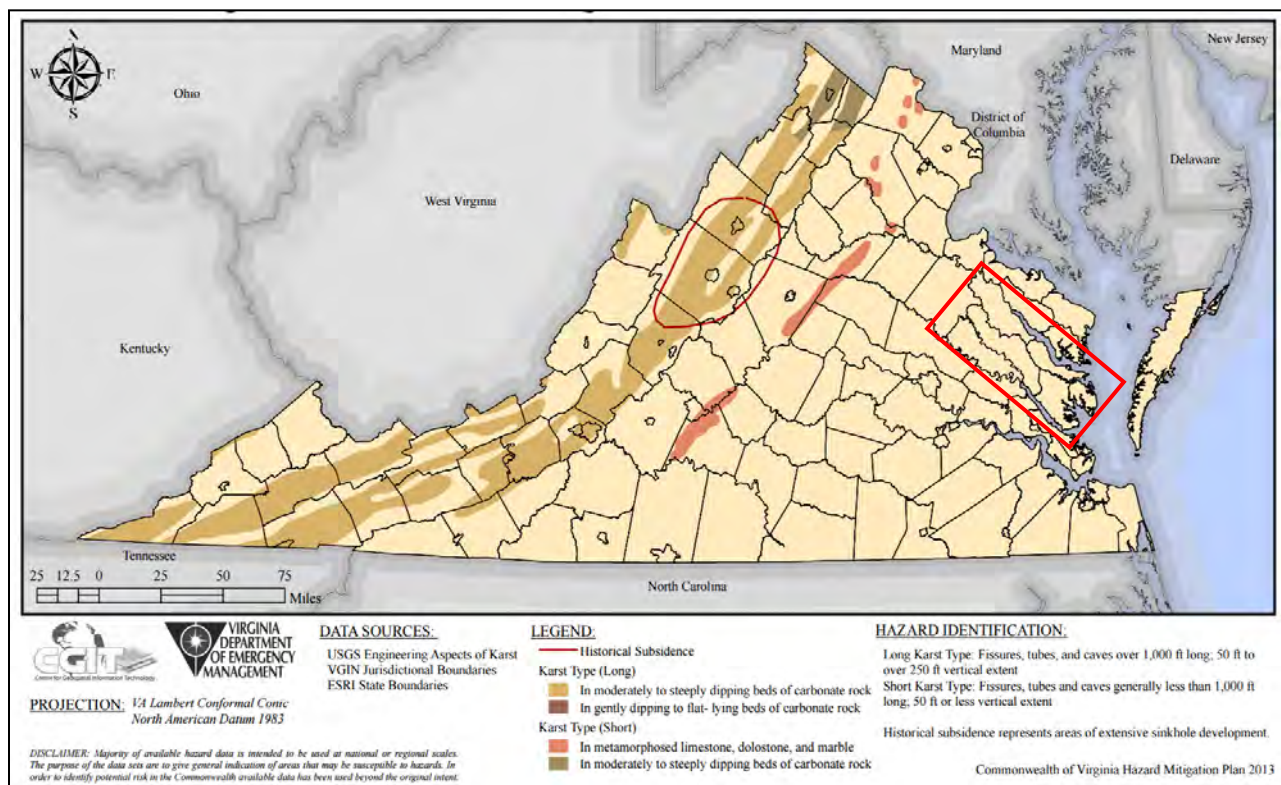 N
W E
S
Ohio
Maryland
New Jersey
District of
Columbia
Delaware
West Virginia
Kentucky
Tennessee
North Carolina
25 12.5 0 25 50 75
Miles
CGIT
Centre for Geospatial Information Technology
VIRGINIA
DEPARTMENT
OF EMERGENCY
MANAGEMENT
PROJECTION: VA Lambert Conformal Conic
North American Datum 1983
DISCLAIMER: Majority of available hazard data is intended to be used at national or regional scales.
The purpose of the data sets are to give general indication of areas that may be susceptible to hazards. In
order to identify potential risk in the Commonwealth available data has been used beyond the original intent.
DATA SOURCES:
USGS Engineering Aspects of Karst
VGIN Jurisdictional Boundaries
ESRI State Boundaries
LEGEND:
Historical Subsidence
Karst Type (Long)
In moderately to steeply dipping beds of carbonate rock
In gently dipping to flat- lying beds of carbonate rock
Karst Type (Short)
In metamorphosed limestone, dolostone, and marble
In moderately to steeply dipping beds of carbonate rock
HAZARD IDENTIFICATION:
Long Karst Type: Fissures, tubes, and caves over 1,000 ft long; 50 ft to
over 250 ft vertical extent
Short Karst Type: Fissures, tubes and caves generally less than 1,000 ft
long; 50 ft or less vertical extent
Historical subsidence represents areas of extensive sinkhole development.
Commonwealth of Virginia Hazard Mitigation Plan 2013